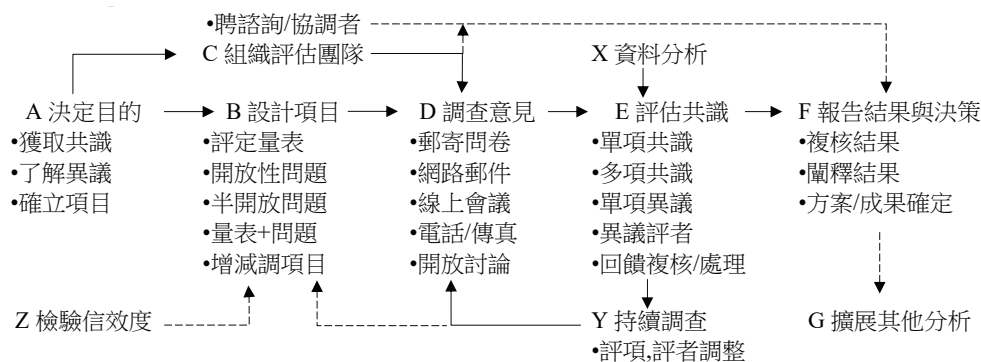 •聘諮詢/協調者
C 組織評估團隊
X 資料分析
A 決定目的
•獲取共識
•了解異議
•確立項目
B 設計項目
•評定量表
•開放性問題
•半開放問題
•量表+問題
•增減調項目
D 調查意見
•郵寄問卷
•網路郵件
•線上會議
•電話/傳真
•開放討論
E 評估共識
•單項共識
•多項共識
•單項異議
•異議評者
•回饋複核/處理
F 報告結果與決策
•複核結果
•闡釋結果
•方案/成果確定
Z 檢驗信效度
Y 持續調查
•評項,評者調整
G 擴展其他分析